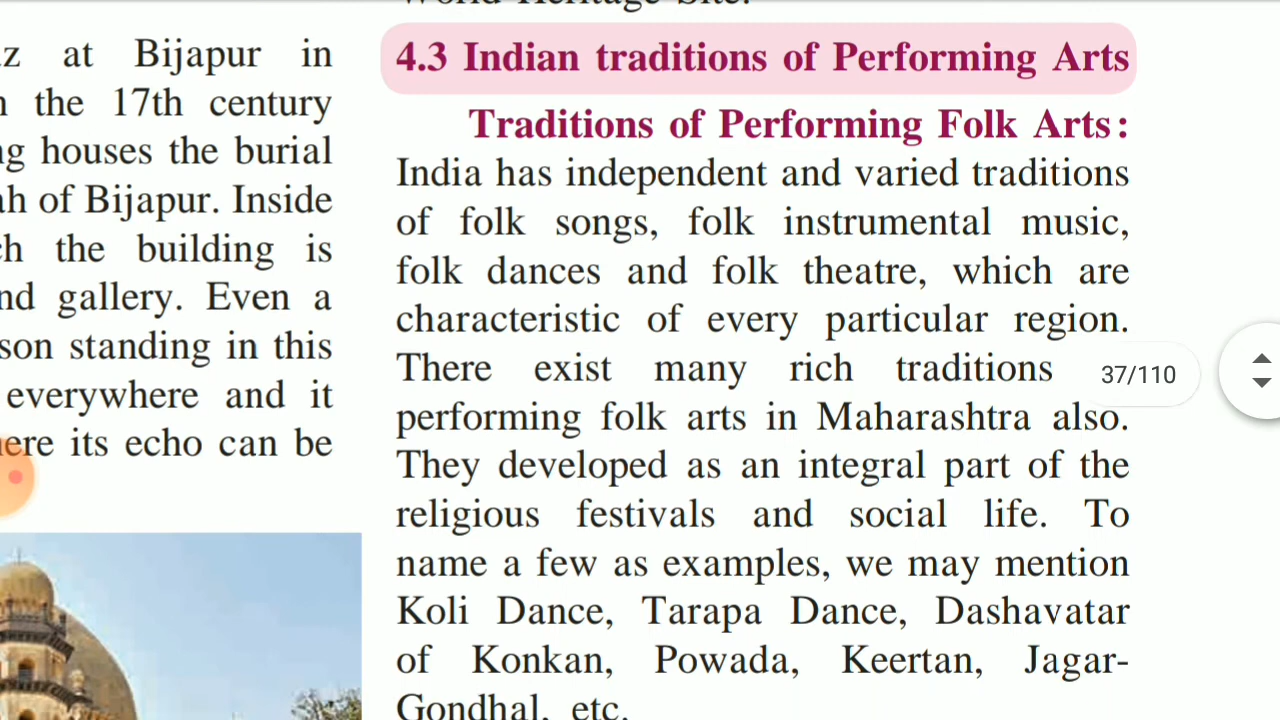 at Bijapur in
the 17th century
houses the burial
of Bijapur. Inside
the building is
gallery. Even a
standing in this
everywhere and it
its echo can be
World Heritage Site.
4.3 Indian traditions of Performing Arts
Traditions of Performing Folk Arts:
India has independent and varied traditions
of folk songs, folk instrumental music,
folk dances and folk theatre, which are
characteristic of every particular region.
There exist many rich traditions
performing folk arts in Maharashtra also.
They developed as an integral part of the
religious festivals and social life. To
name a few as examples, we may mention
Koli Dance, Tarapa Dance, Dashavatar
of Konkan, Powada, Keertan, Jagar-
Gondhal, etc.
37/110